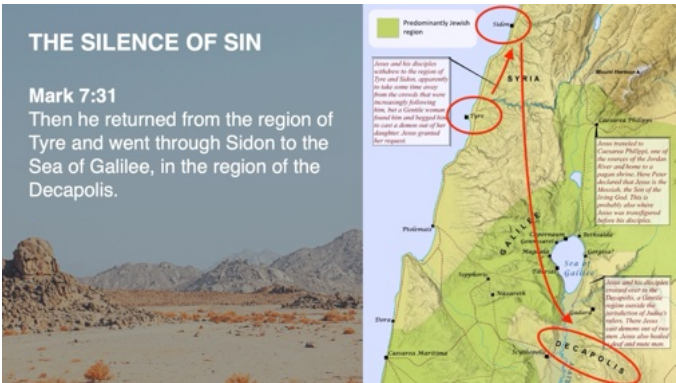 THE SILENCE OF SIN
Mark 7:31
Then he returned from the region of
Tyre and went through Sidon to the
Sea of Galilee, in the region of the
Decapolis.
Predominantly Jewish
region
Sidon
Jesus and his disciples
withdrew to the region of
Tyre and Sidon, apparently
to take some time away
from the crowds that were
increasingly following
him, but a Gentile woman
found him and begged him
to cast a demon out of her
daughter. Jesus granted
her request.
SYRIA
Mount Hermon
Tyre
Caesarea Philippi
Jesus traveled to
Caesarea Philippi, one of
the sources of the Jordan
River and home to a
pagan shrine. Here Peter
declared that Jesus is the
Messiah, the Son of the
living God. This is
probably also where
Jesus was transfigured
before his disciples.
Ptolemais
GALILEE
Capernaum
Bethsaida
Gennesaret
Magdala
Gergesa?
Tiberias
Sea of
Galilee
Sepphoris
Nazareth
Jesus and his disciples
crossed over to the
Decapolis, a Gentile
region outside the
jurisdiction of Judea's
rulers. There Jesus
cast demons out of two
men. Jesus also healed
a deaf and mute man.
Gadara
Dora
DECAPOLIS
Caesarea Maritima
Scythopolis